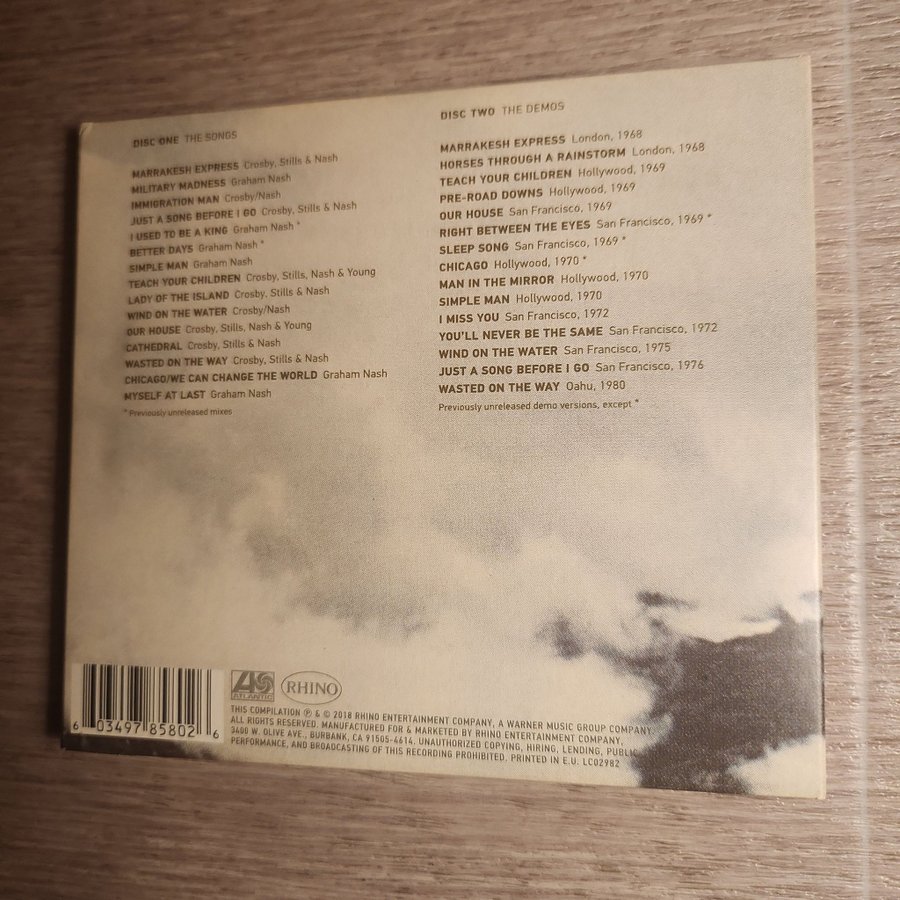 DISC ONE THE SONGS
MARRAKESH EXPRESS Crosby, Stills & Nash
MILITARY MADNESS Graham Nash
IMMIGRATION MAN Crosby/Nash
JUST A SONG BEFORE I GO Crosby, Stills & Nash
I USED TO BE A KING Graham Nash *
BETTER DAYS Graham Nash *
SIMPLE MAN Graham Nash
TEACH YOUR CHILDREN Crosby, Stills, Nash & Young
LADY OF THE ISLAND Crosby, Stills & Nash
WIND ON THE WATER Crosby/Nash
OUR HOUSE Crosby, Stills, Nash & Young
CATHEDRAL Crosby, Stills & Nash
WASTED ON THE WAY Crosby, Stills & Nash
CHICAGO/WE CAN CHANGE THE WORLD Graham Nash
MYSELF AT LAST Graham Nash
* Previously unreleased mixes
DISC TWO THE DEMOS
MARRAKESH EXPRESS London, 1968
HORSES THROUGH A RAINSTORM London, 1968
TEACH YOUR CHILDREN Hollywood, 1969
PRE-ROAD DOWNS Hollywood, 1969
OUR HOUSE San Francisco, 1969
RIGHT BETWEEN THE EYES San Francisco, 1969 *
SLEEP SONG San Francisco, 1969 *
CHICAGO Hollywood, 1970 *
MAN IN THE MIRROR Hollywood, 1970
SIMPLE MAN Hollywood, 1970
I MISS YOU San Francisco, 1972
YOU'LL NEVER BE THE SAME San Francisco, 1972
WIND ON THE WATER San Francisco, 1975
JUST A SONG BEFORE I GO San Francisco, 1976
WASTED ON THE WAY Oahu, 1980
Previously unreleased demo versions, except *
6 03497 85802 6
ATLANTIC
RHINO
THIS COMPILATION ℗ & © 2018 RHINO ENTERTAINMENT COMPANY, A WARNER MUSIC GROUP COMPANY.
ALL RIGHTS RESERVED. MANUFACTURED FOR & MARKETED BY RHINO ENTERTAINMENT COMPANY,
3400 W. OLIVE AVE., BURBANK, CA 91505-4614. UNAUTHORIZED COPYING, HIRING, LENDING, PUBLIC
PERFORMANCE, AND BROADCASTING OF THIS RECORDING PROHIBITED. PRINTED IN E.U. LC02982